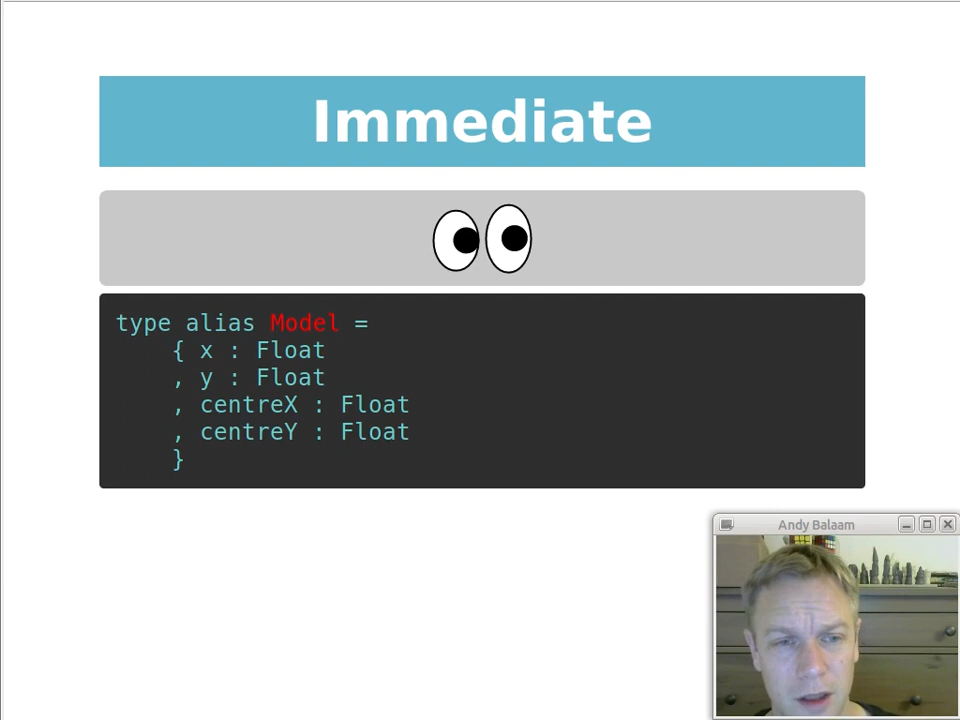 Immediate
type alias Model =
    { x : Float
    , y : Float
    , centreX : Float
    , centreY : Float
    }
Andy Balaam